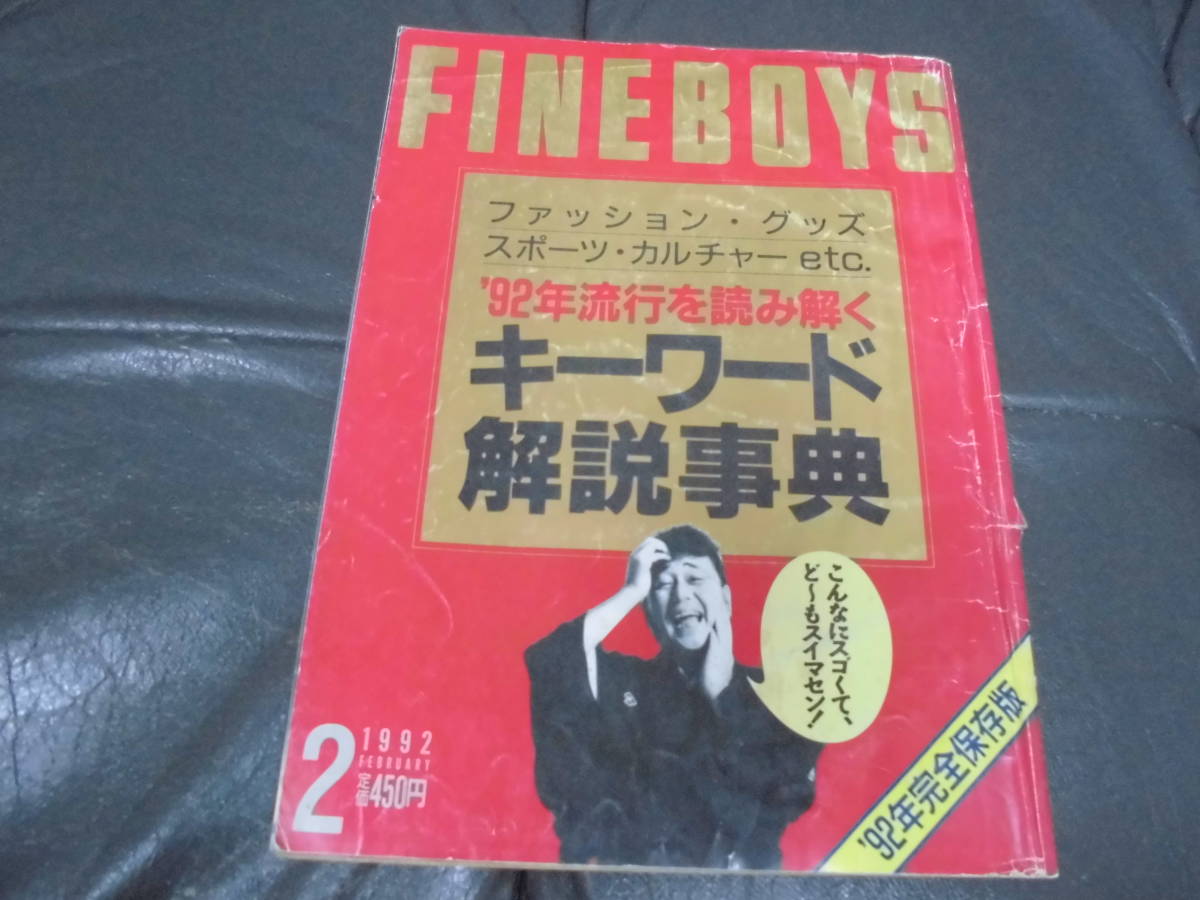 FINEBOYS
ファッション・グッズ
スポーツ・カルチャー etc.
'92年流行を読み解く
キーワード
解説事典
こんなにスゴくて、
ど〜もスイマセン!
2
1992
FEBRUARY
定価450円
'92年完全保存版